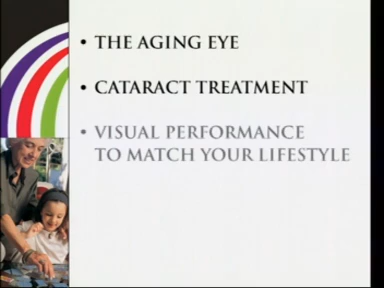 • THE AGING EYE
• CATARACT TREATMENT
• VISUAL PERFORMANCE
TO MATCH YOUR LIFESTYLE